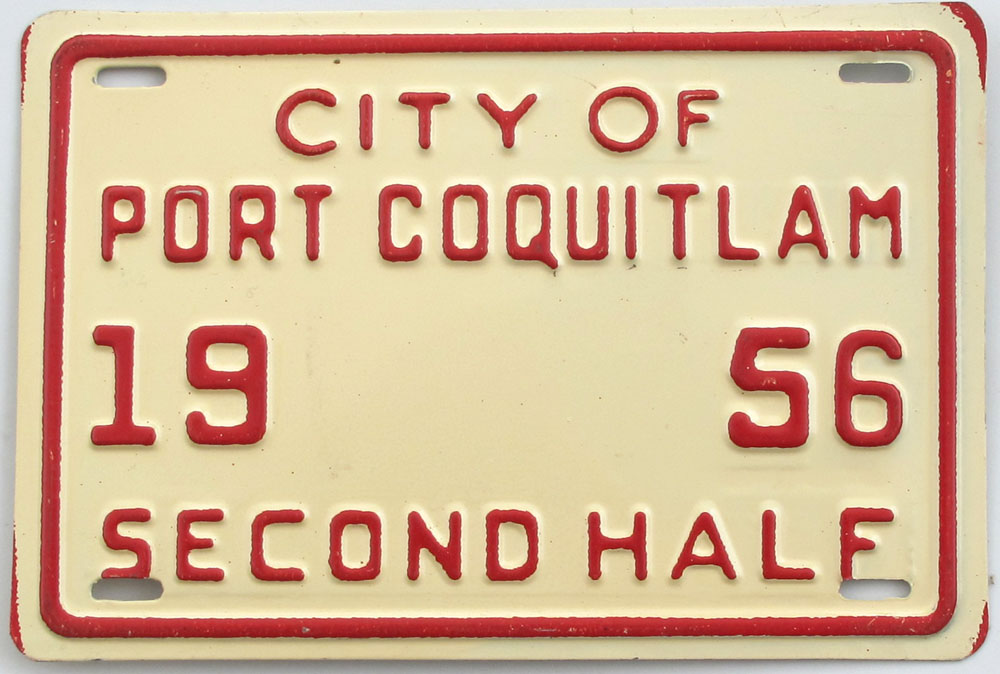 CITY OF
PORT COQUITLAM
19 56
SECOND HALF